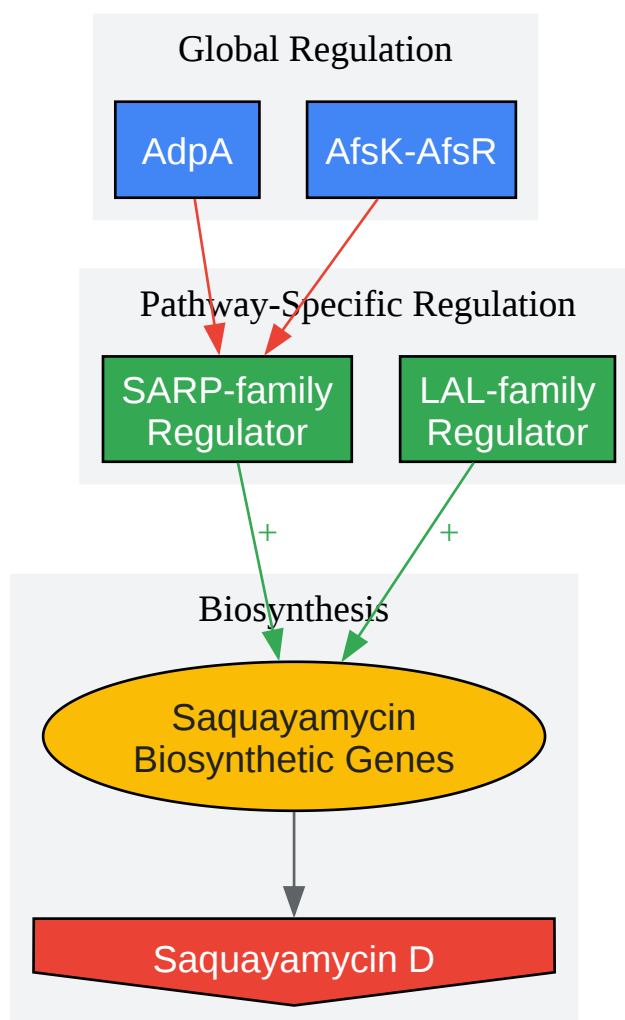 Global Regulation
AdpA
AfsK-AfsR
Pathway-Specific Regulation
SARP-family
Regulator
LAL-family
Regulator
+
+
Biosynthesis
Saquayamycin
Biosynthetic Genes
Saquayamycin D